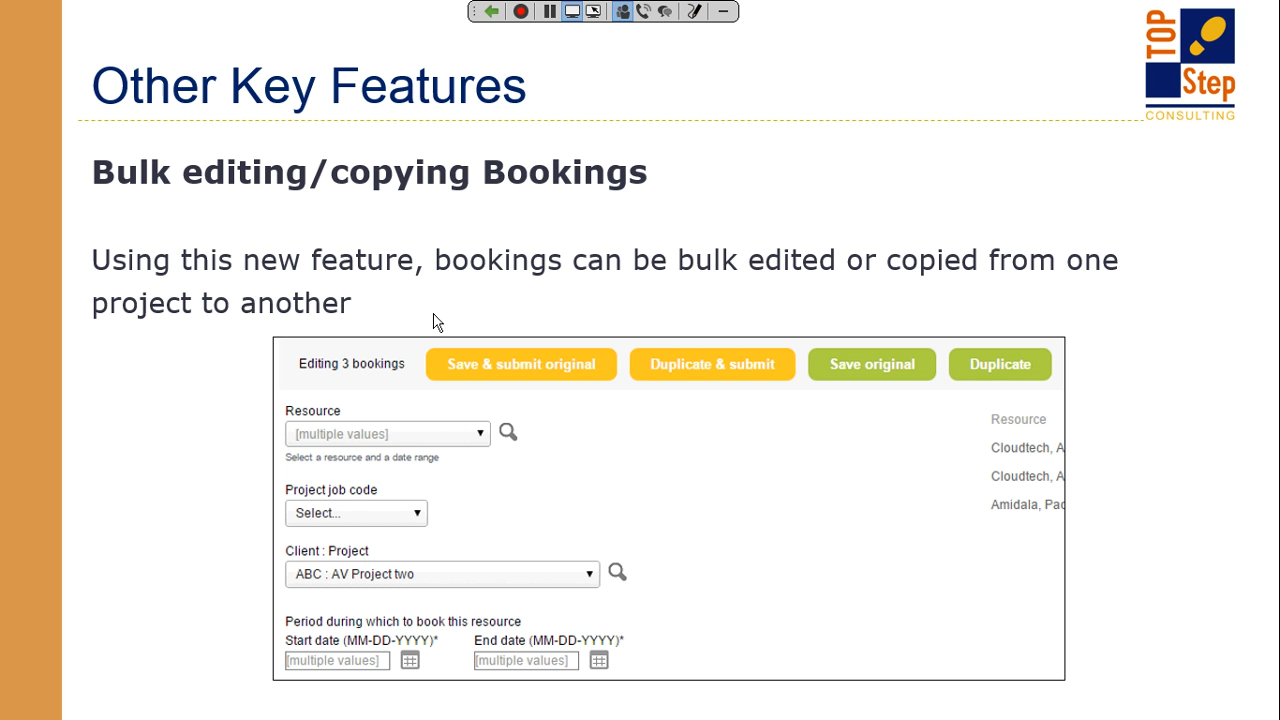 TOP
Step
CONSULTING
Other Key Features
Bulk editing/copying Bookings
Using this new feature, bookings can be bulk edited or copied from one
project to another
Editing 3 bookings Save & submit original Duplicate & submit Save original Duplicate
Resource
[multiple values]
Select a resource and a date range
Project job code
Select...
Client : Project
ABC : AV Project two
Period during which to book this resource
Start date (MM-DD-YYYY)* End date (MM-DD-YYYY)*
[multiple values] [multiple values]
Resource
Cloudtech, A
Cloudtech, A
Amidala, Pad